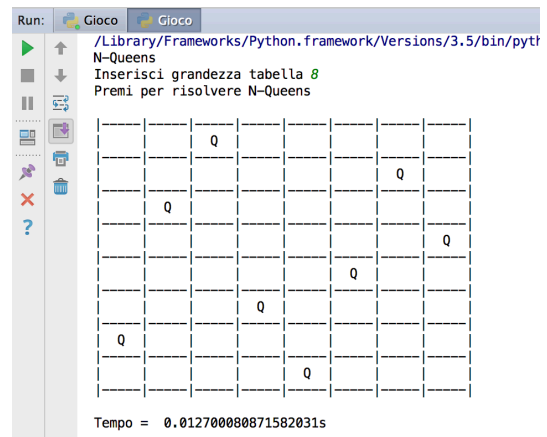 Run: Gioco Gioco
/Library/Frameworks/Python.framework/Versions/3.5/bin/pyth
N-Queens
Inserisci grandezza tabella 8
Premi per risolvere N-Queens
|-----|-----|-----|-----|-----|-----|-----|-----|
| | | Q | | | | | |
|-----|-----|-----|-----|-----|-----|-----|-----|
| | | | | | | Q | |
|-----|-----|-----|-----|-----|-----|-----|-----|
| | Q | | | | | | |
|-----|-----|-----|-----|-----|-----|-----|-----|
| | | | | | | | Q |
|-----|-----|-----|-----|-----|-----|-----|-----|
| | | | | | Q | | |
|-----|-----|-----|-----|-----|-----|-----|-----|
| | | | Q | | | | |
|-----|-----|-----|-----|-----|-----|-----|-----|
| Q | | | | | | | |
|-----|-----|-----|-----|-----|-----|-----|-----|
| | | | | Q | | | |
|-----|-----|-----|-----|-----|-----|-----|-----|
Tempo = 0.012700080871582031s